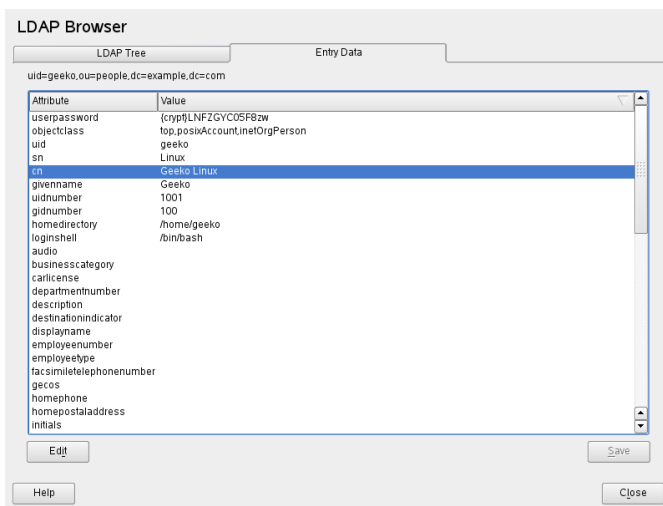 LDAP Browser
LDAP Tree Entry Data
uid=geeko,ou=people,dc=example,dc=com
Attribute Value
userpassword {crypt}LNFZGYC05F8zw
objectclass top,posixAccount,inetOrgPerson
uid geeko
sn Linux
cn Geeko Linux
givenname Geeko
uidnumber 1001
gidnumber 100
homedirectory /home/geeko
loginshell /bin/bash
audio
businesscategory
carlicense
departmentnumber
description
destinationindicator
displayname
employeenumber
employeetype
facsimiletelephonenumber
gecos
homephone
homepostaladdress
initials
Edit Save
Help Close